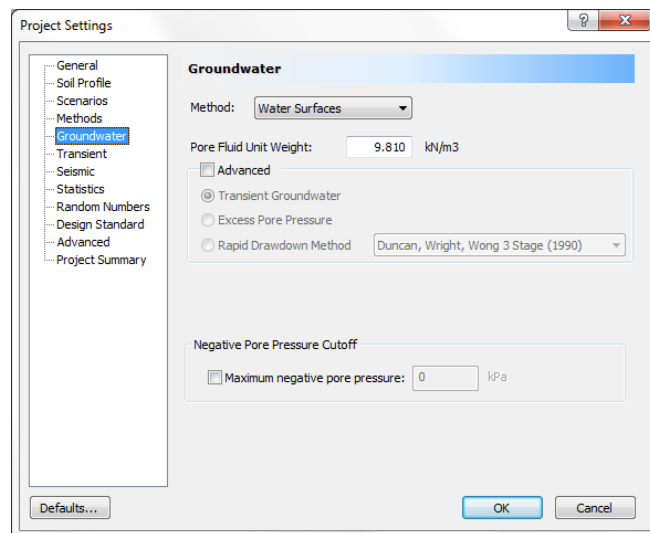 Project Settings
?
General
Soil Profile
Scenarios
Methods
Groundwater
Transient
Seismic
Statistics
Random Numbers
Design Standard
Advanced
Project Summary
Groundwater
Method: Water Surfaces
Pore Fluid Unit Weight: 9.810 kN/m3
Advanced
Transient Groundwater
Excess Pore Pressure
Rapid Drawdown Method Duncan, Wright, Wong 3 Stage (1990)
Negative Pore Pressure Cutoff
Maximum negative pore pressure: 0 kPa
Defaults... OK Cancel